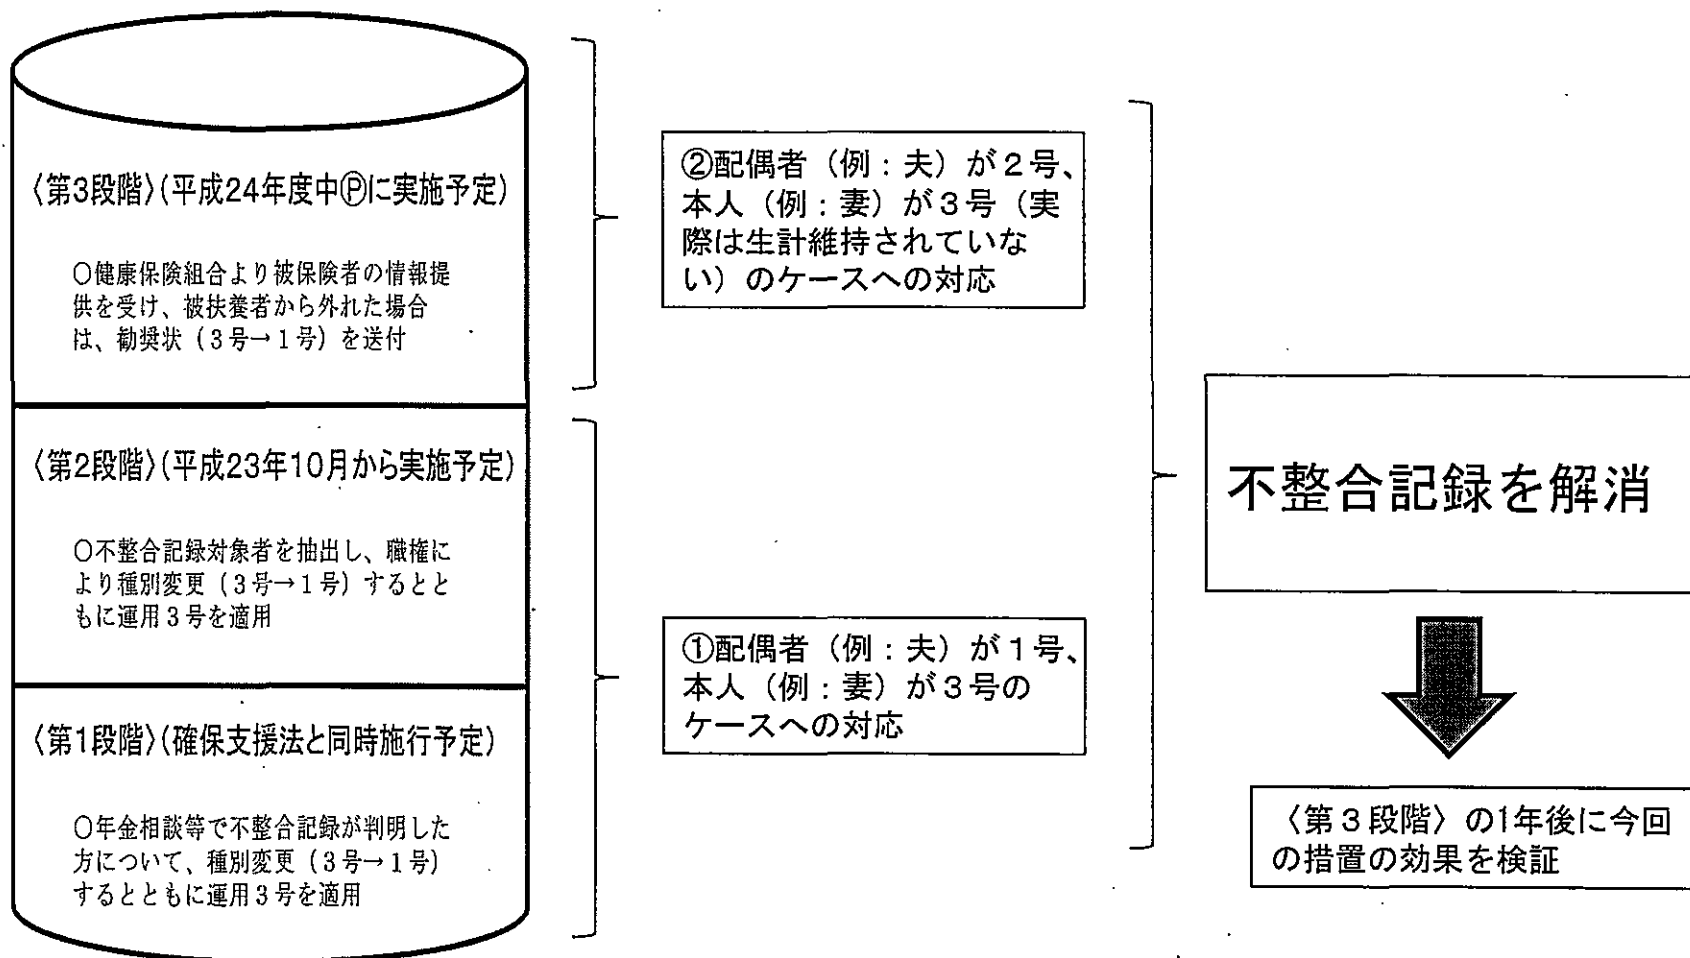 〈第3段階〉(平成24年度中Ⓟに実施予定)
○健康保険組合より被保険者の情報提
供を受け、被扶養者から外れた場合
は、勧奨状（3号→1号）を送付
〈第2段階〉(平成23年10月から実施予定)
○不整合記録対象者を抽出し、職権に
より種別変更（3号→1号）するとと
もに運用3号を適用
〈第1段階〉(確保支援法と同時施行予定)
○年金相談等で不整合記録が判明した
方について、種別変更（3号→1号）
するとともに運用3号を適用
②配偶者（例：夫）が２号、
本人（例：妻）が３号（実
際は生計維持されていな
い）のケースへの対応
①配偶者（例：夫）が１号、
本人（例：妻）が３号の
ケースへの対応
不整合記録を解消
〈第３段階〉の1年後に今回
の措置の効果を検証